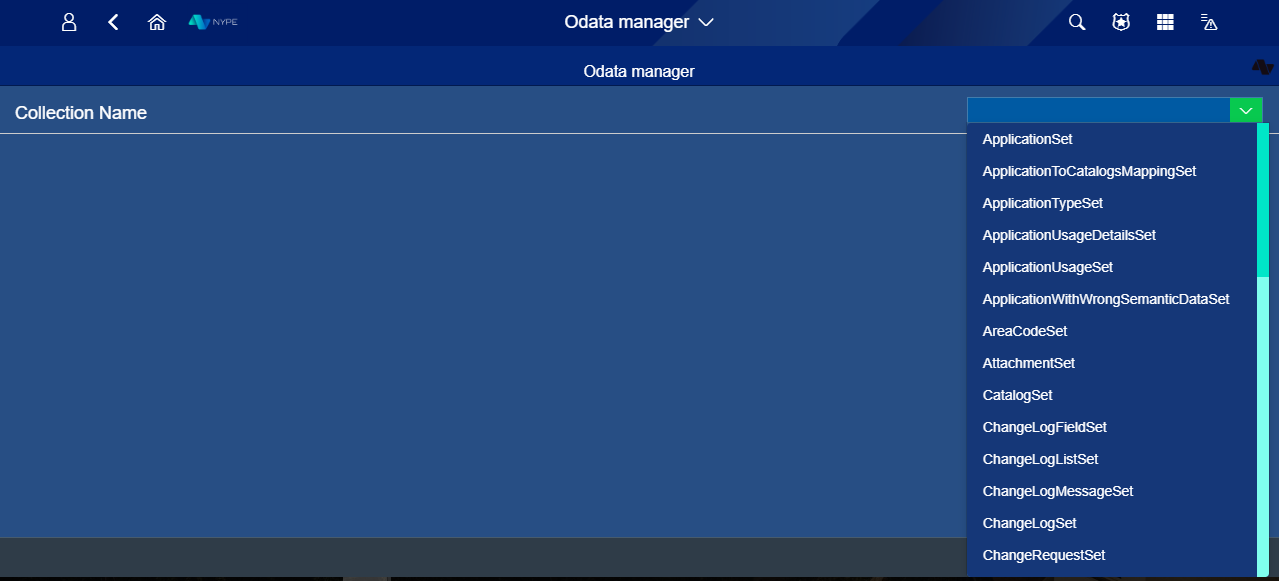 NYPE
Odata manager
Odata manager
Collection Name
ApplicationSet
ApplicationToCatalogsMappingSet
ApplicationTypeSet
ApplicationUsageDetailsSet
ApplicationUsageSet
ApplicationWithWrongSemanticDataSet
AreaCodeSet
AttachmentSet
CatalogSet
ChangeLogFieldSet
ChangeLogListSet
ChangeLogMessageSet
ChangeLogSet
ChangeRequestSet